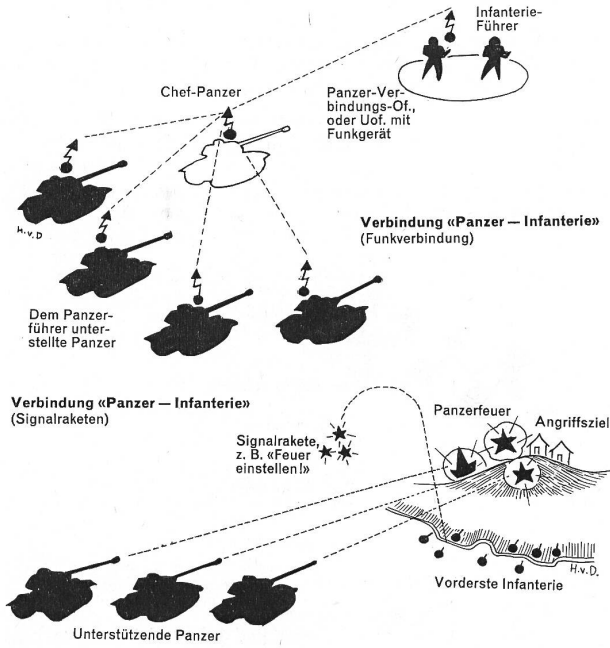 Infanterie-
Führer
Chef-Panzer
Panzer-Ver-
bindungs-Of.,
oder Uof. mit
Funkgerät
H.v.D
Verbindung «Panzer — Infanterie»
(Funkverbindung)
Dem Panzer-
führer unter-
stellte Panzer
Verbindung «Panzer — Infanterie»
(Signalraketen)
Panzerfeuer
Angriffsziel
Signalrakete,
z. B. «Feuer
einstellen!»
H.v.D.
Vorderste Infanterie
Unterstützende Panzer